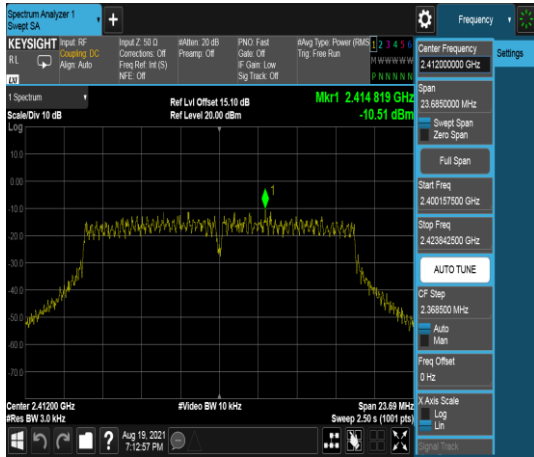 Spectrum Analyzer 1
Swept SA
Frequency
KEYSIGHT
RL
LXI
Input: RF
Coupling: DC
Align: Auto
Input Z: 50 Ω
Corrections: Off
Freq Ref: Int (S)
NFE: Off
#Atten: 20 dB
Preamp: Off
PNO: Fast
Gate: Off
IF Gain: Low
Sig Track: Off
#Avg Type: Power (RMS
Trig: Free Run
1 2 3 4 5 6
M W W W W W
P N N N N N
Center Frequency
2.412000000 GHz
Settings
Span
23.6850000 MHz
Swept Span
Zero Span
Full Span
Start Freq
2.400157500 GHz
Stop Freq
2.423842500 GHz
AUTO TUNE
CF Step
2.368500 MHz
Auto
Man
Freq Offset
0 Hz
X Axis Scale
Log
Lin
Signal Track
1 Spectrum
Scale/Div 10 dB
Ref Lvl Offset 15.10 dB
Ref Level 20.00 dBm
Mkr1 2.414 819 GHz
-10.51 dBm
Log
10.0
0.00
-10.0
-20.0
-30.0
-40.0
-50.0
-60.0
-70.0
1
Center 2.41200 GHz
#Res BW 3.0 kHz
#Video BW 10 kHz
Span 23.69 MHz
Sweep 2.50 s (1001 pts)
?
Aug 19, 2021
7:12:57 PM